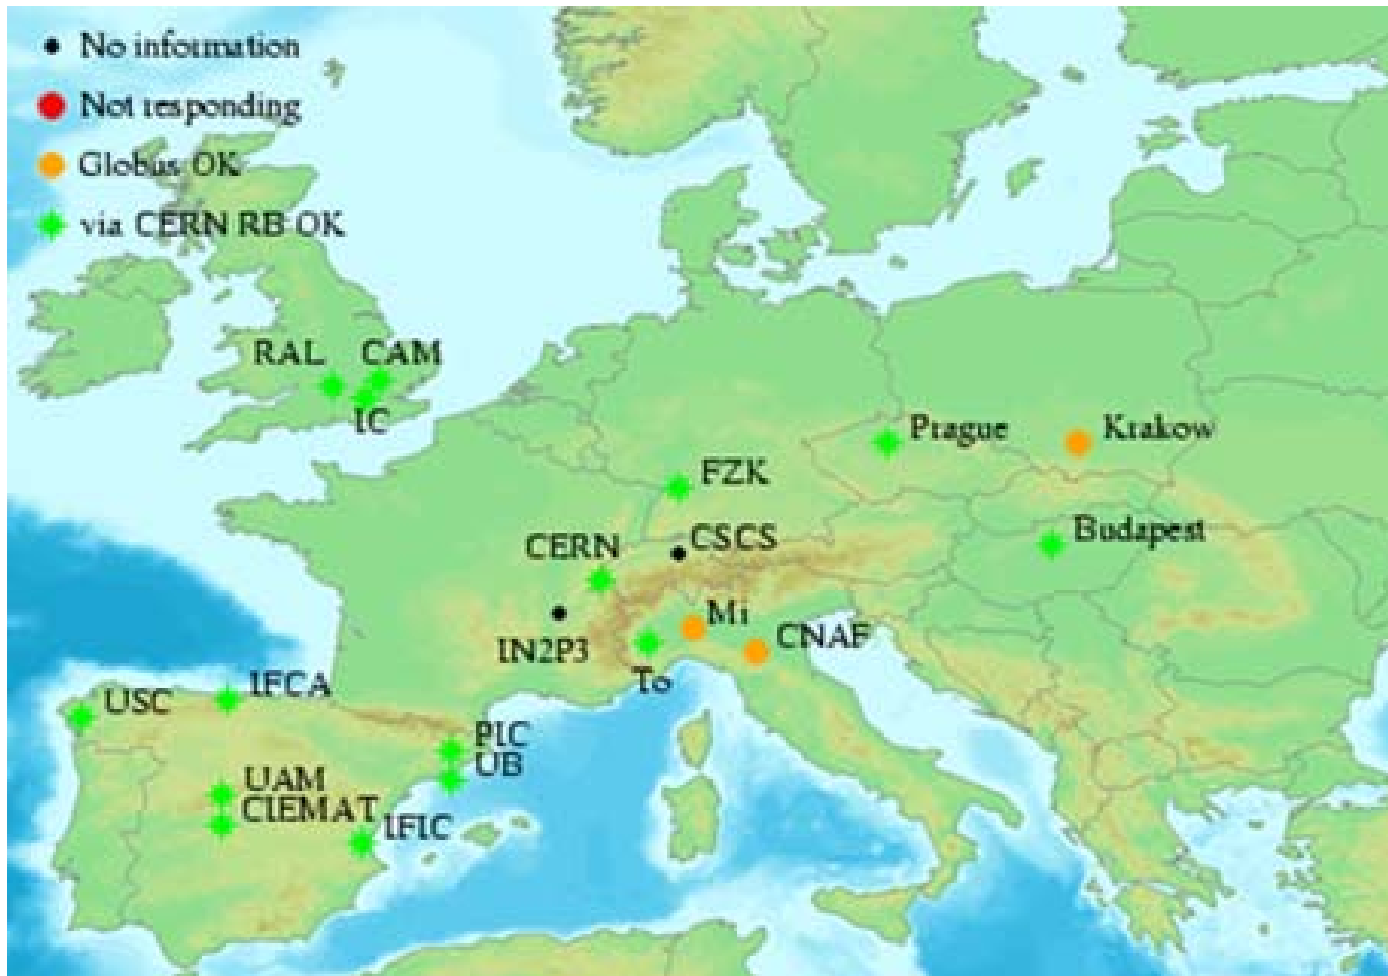 No information
Not responding
Globus OK
via CERN RB OK
RAL CAM
IC
Prague Krakow
FZK
Budapest
CERN CSCS
Mi
CNAF
IN2P3
To
IFCA
USC
PIC
UB
UAM
CIEMAT
IFIC